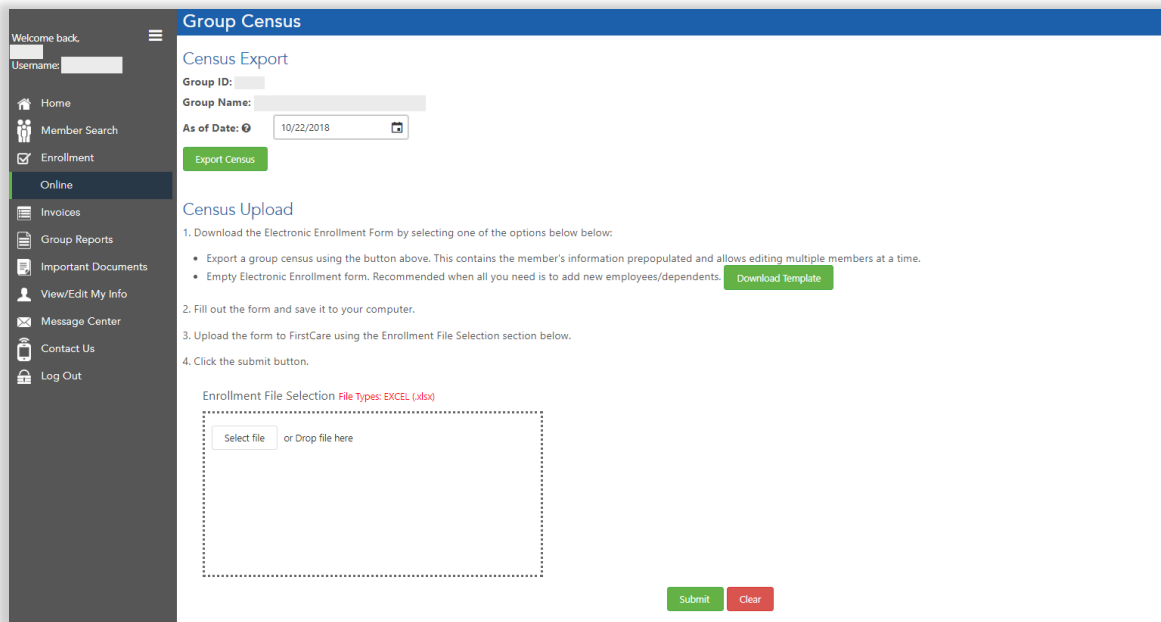 Welcome back,
Username:
Home
Member Search
Enrollment
Online
Invoices
Group Reports
Important Documents
View/Edit My Info
Message Center
Contact Us
Log Out
Group Census
Census Export
Group ID:
Group Name:
As of Date:
10/22/2018
Export Census
Census Upload
1. Download the Electronic Enrollment Form by selecting one of the options below below:
• Export a group census using the button above. This contains the member's information prepopulated and allows editing multiple members at a time.
• Empty Electronic Enrollment form. Recommended when all you need is to add new employees/dependents. Download Template
2. Fill out the form and save it to your computer.
3. Upload the form to FirstCare using the Enrollment File Selection section below.
4. Click the submit button.
Enrollment File Selection File Types: EXCEL (.xlsx)
Select file or Drop file here
Submit Clear